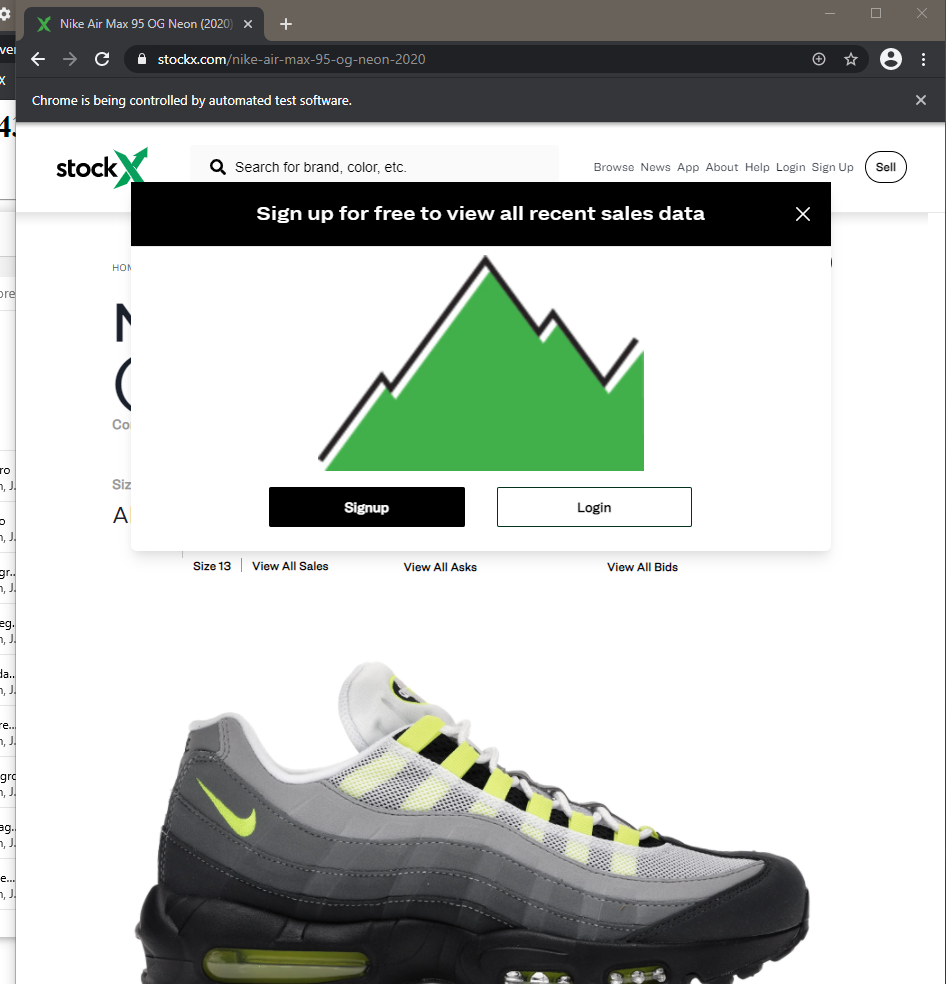 Nike Air Max 95 OG Neon (2020)
stockx.com/nike-air-max-95-og-neon-2020
Chrome is being controlled by automated test software.
stockX
Search for brand, color, etc.
Browse News App About Help Login Sign Up Sell
Sign up for free to view all recent sales data
Signup Login
Size 13 View All Sales View All Asks View All Bids